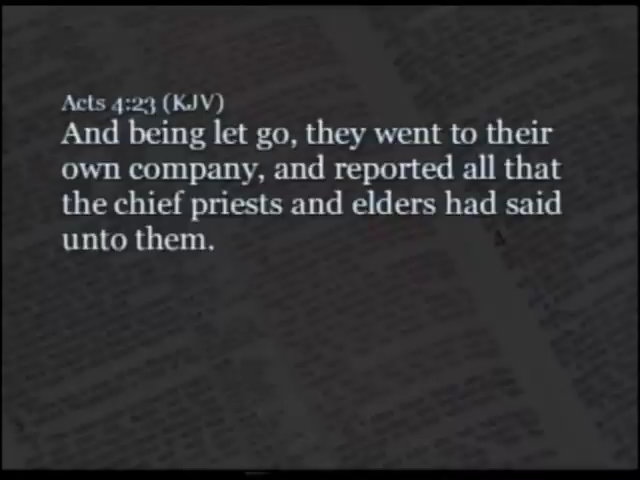 Acts 4:23 (KJV)
And being let go, they went to their
own company, and reported all that
the chief priests and elders had said
unto them.